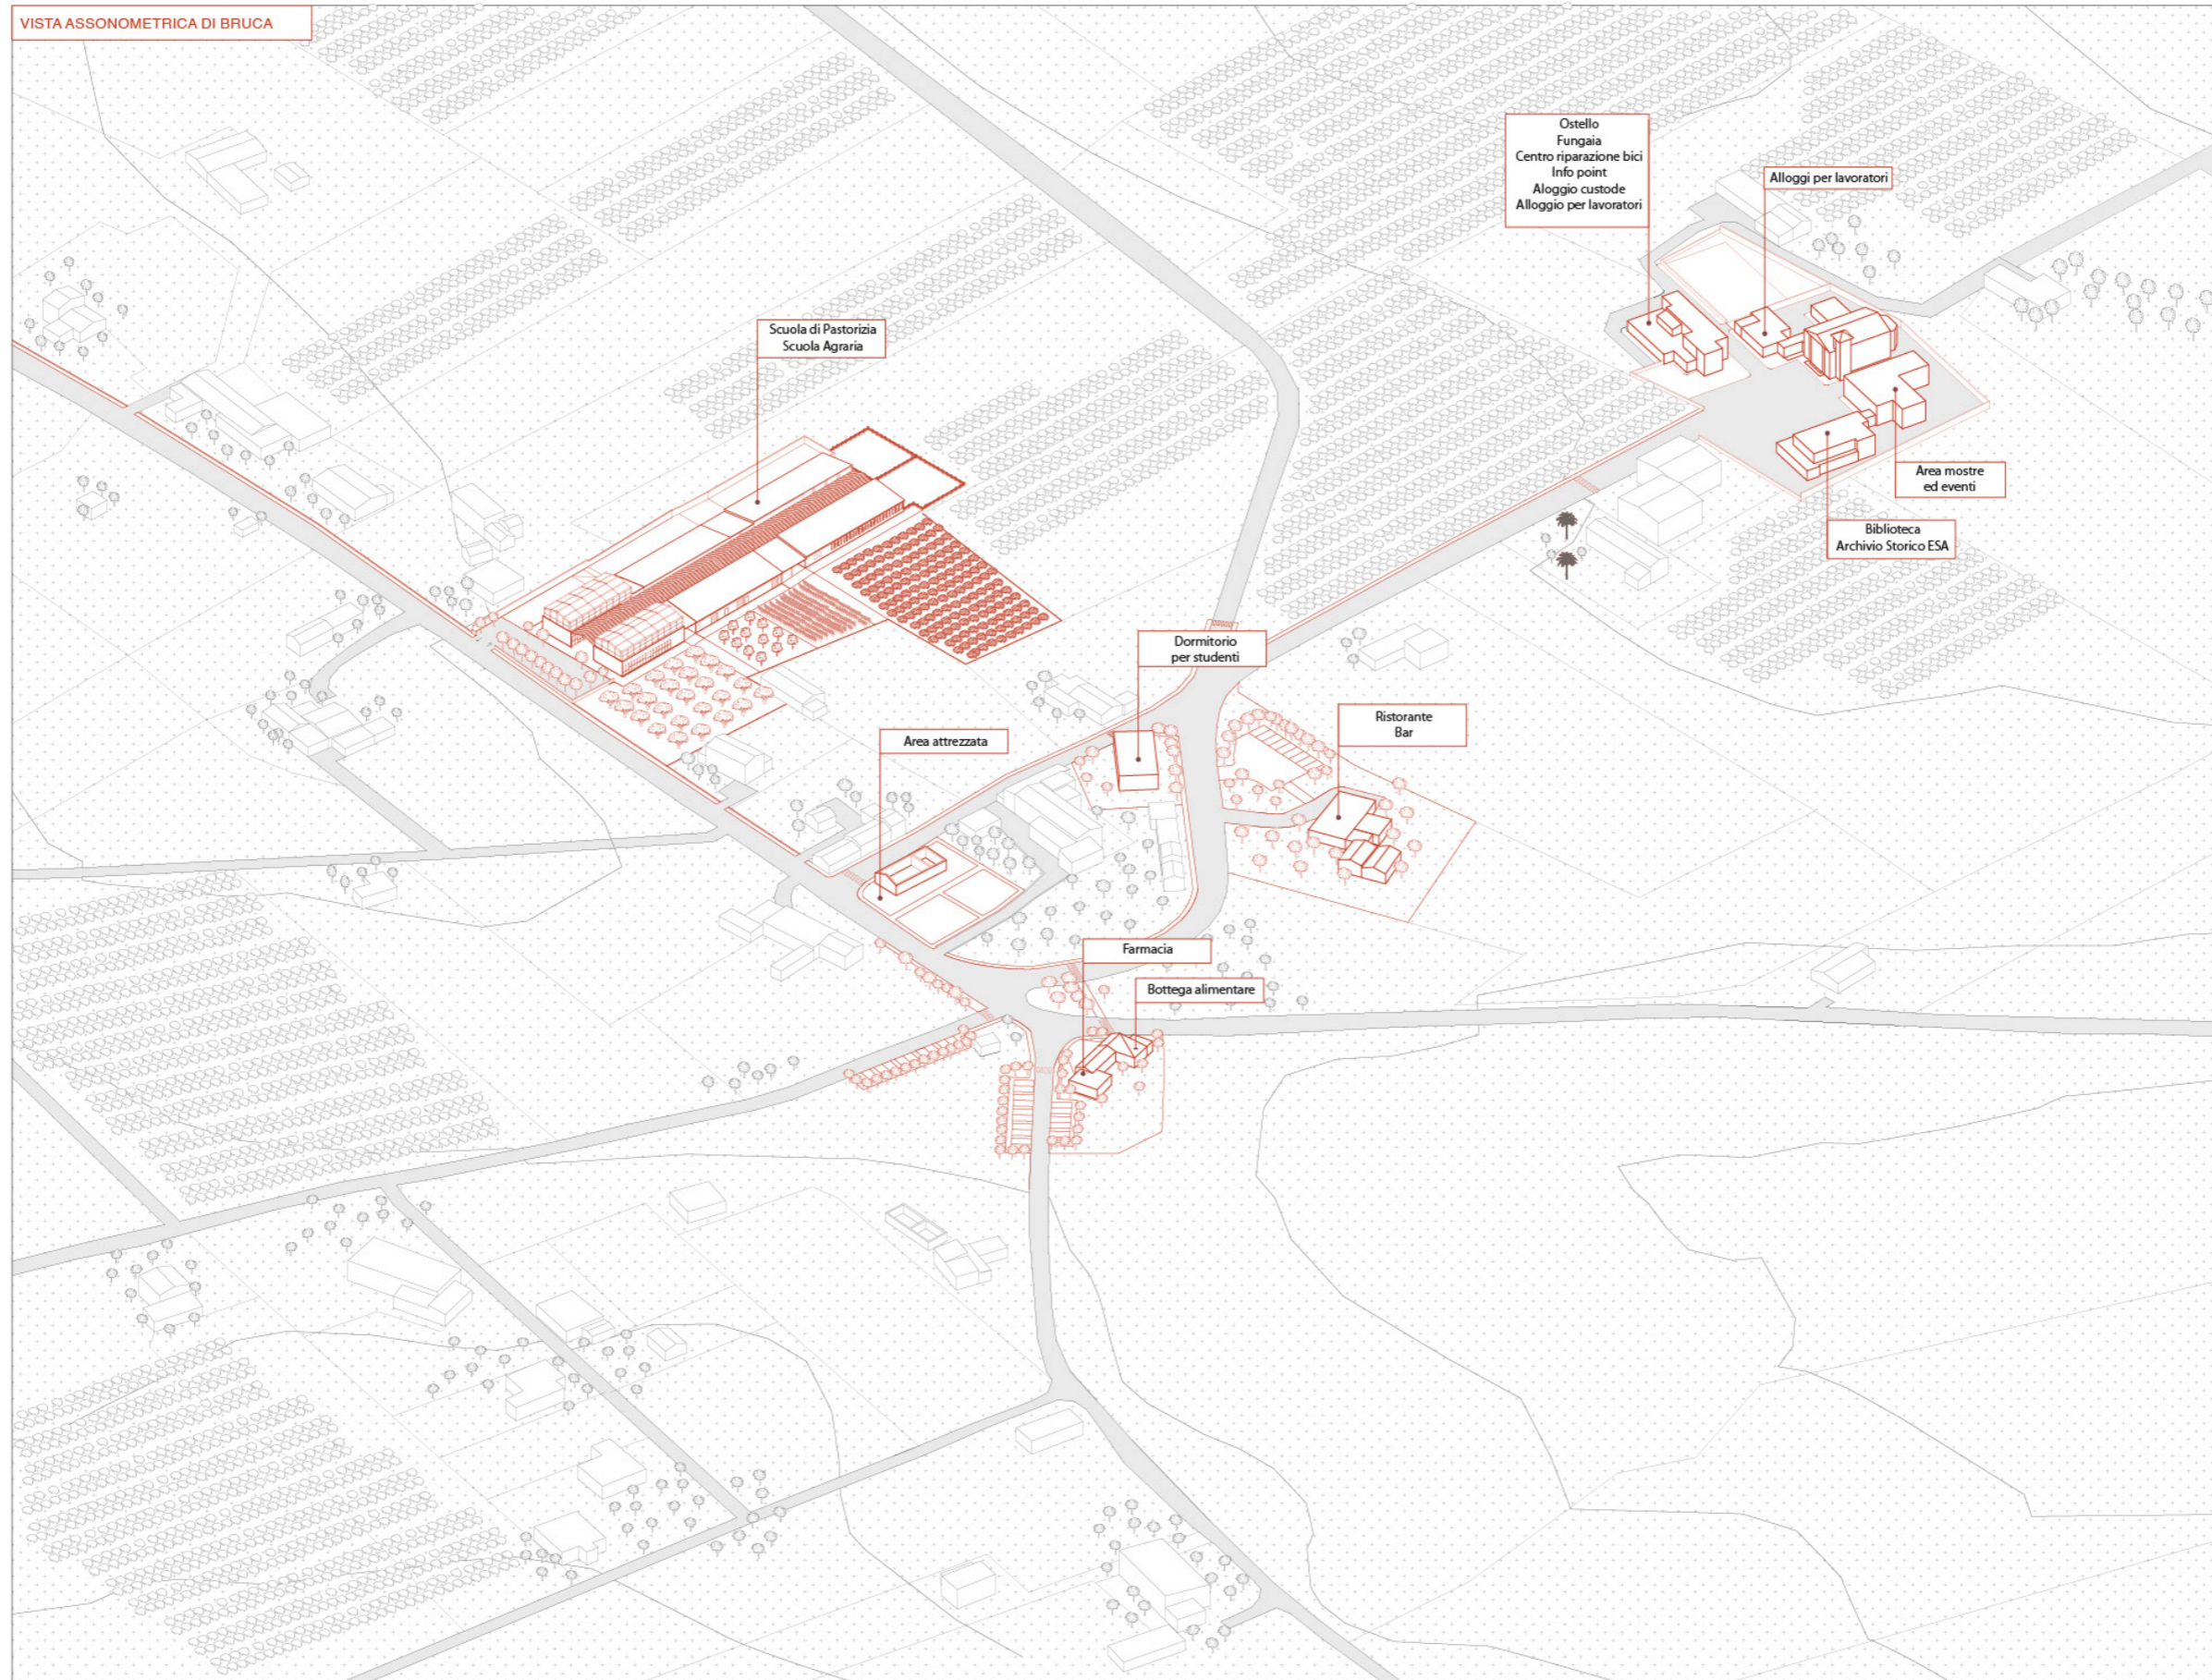 VISTA ASSONOMETRICA DI BRUCA
Ostello
Fungaia
Centro riparazione bici
Info point
Aloggio custode
Alloggio per lavoratori
Alloggi per lavoratori
Scuola di Pastorizia
Scuola Agraria
Area mostre
ed eventi
Biblioteca
Archivio Storico ESA
Dormitorio
per studenti
Ristorante
Bar
Area attrezzata
Farmacia
Bottega alimentare